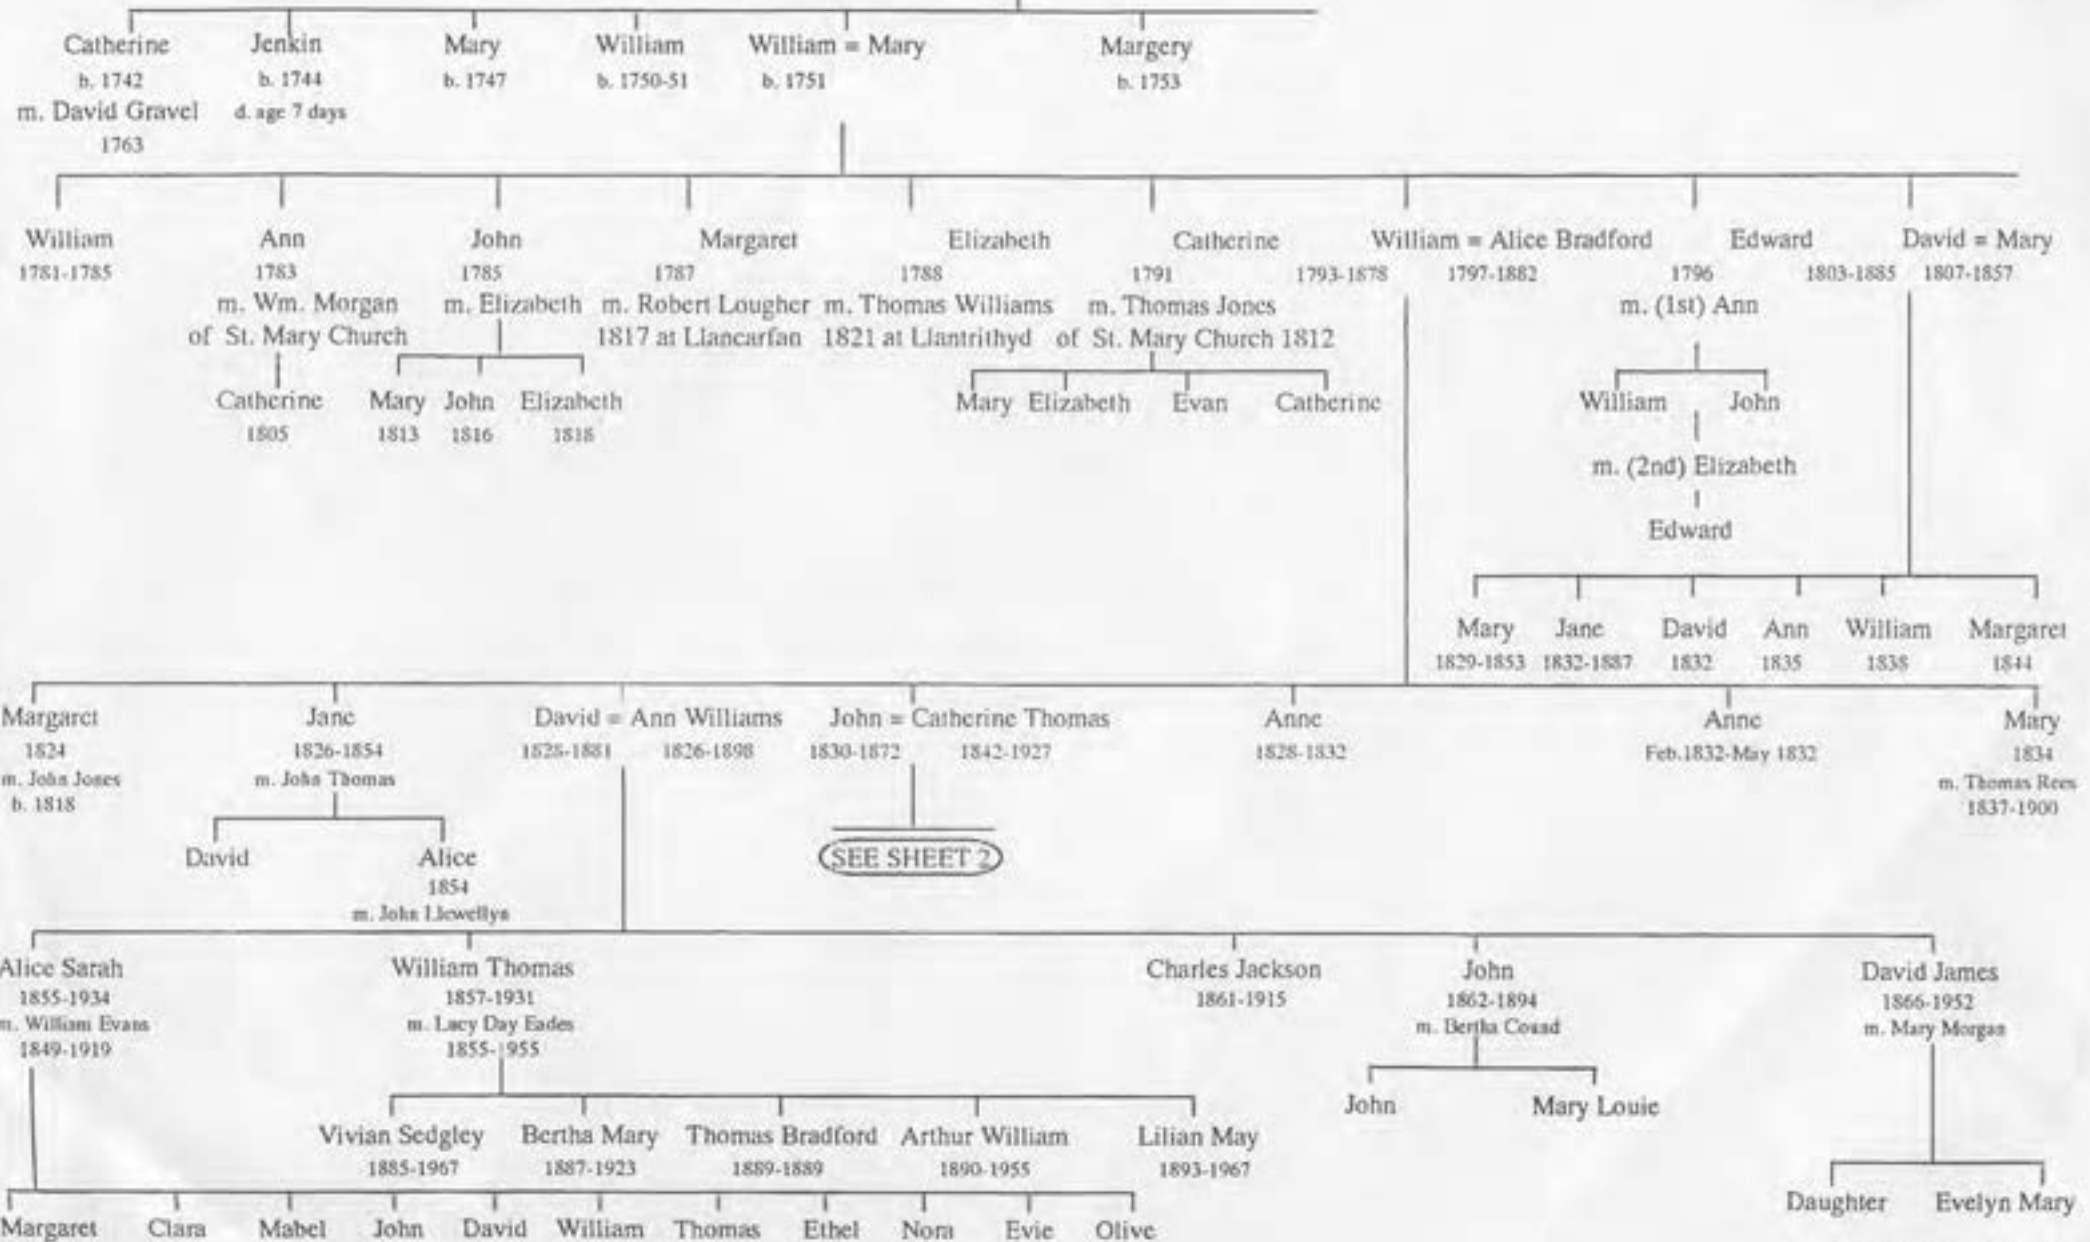 Catherine Jenkin Mary William William = Mary Margery
b. 1742 b. 1744 b. 1747 b. 1750-51 b. 1751 b. 1753
m. David Gravel d. age 7 days
1763
William Ann John Margaret Elizabeth Catherine William = Alice Bradford Edward David = Mary
1781-1785 1783 1785 1787 1788 1791 1793-1878 1797-1882 1796 1803-1885 1807-1857
m. Wm. Morgan m. Elizabeth m. Robert Lougher m. Thomas Williams m. Thomas Jones m. (1st) Ann
of St. Mary Church 1817 at Llancarfan 1821 at Llantrithyd of St. Mary Church 1812
Catherine Mary John Elizabeth Mary Elizabeth Evan Catherine William John
1805 1813 1816 1818
m. (2nd) Elizabeth
Edward
Mary Jane David Ann William Margaret
1829-1853 1832-1887 1832 1835 1838 1844
Margaret Jane David = Ann Williams John = Catherine Thomas Anne Anne Mary
1824 1826-1854 1828-1881 1826-1898 1830-1872 1842-1927 1828-1832 Feb.1832-May 1832 1834
m. John Jones m. John Thomas m. Thomas Rees
b. 1818 1837-1900
David Alice SEE SHEET 2
1854
m. John Llewellyn
Alice Sarah William Thomas Charles Jackson John David James
1855-1934 1857-1931 1861-1915 1862-1894 1866-1952
m. William Evans m. Lucy Day Eades m. Bertha Couad m. Mary Morgan
1849-1919 1855-1955
John Mary Louie
Vivian Sedgley Bertha Mary Thomas Bradford Arthur William Lilian May
1885-1967 1887-1923 1889-1889 1890-1955 1893-1967
Daughter Evelyn Mary
Margaret Clara Mabel John David William Thomas Ethel Nora Evie Olive